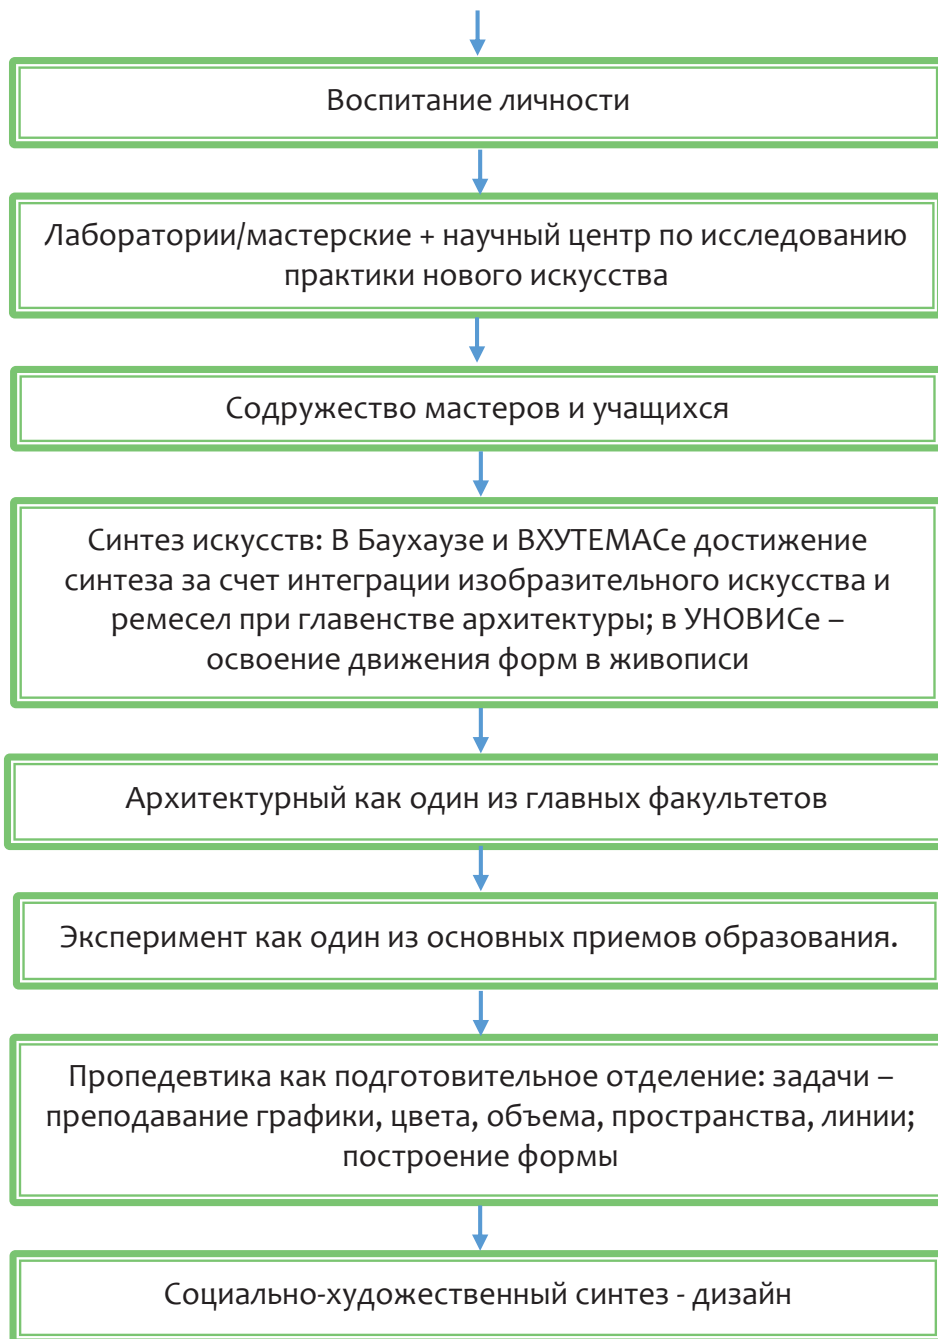 Воспитание личности
Лаборатории/мастерские + научный центр по исследованию
практики нового искусства
Содружество мастеров и учащихся
Синтез искусств: В Баухаузе и ВХУТЕМАСе достижение
синтеза за счет интеграции изобразительного искусства и
ремесел при главенстве архитектуры; в УНОВИСе –
освоение движения форм в живописи
Архитектурный как один из главных факультетов
Эксперимент как один из основных приемов образования.
Пропедевтика как подготовительное отделение: задачи –
преподавание графики, цвета, объема, пространства, линии;
построение формы
Социально-художественный синтез - дизайн